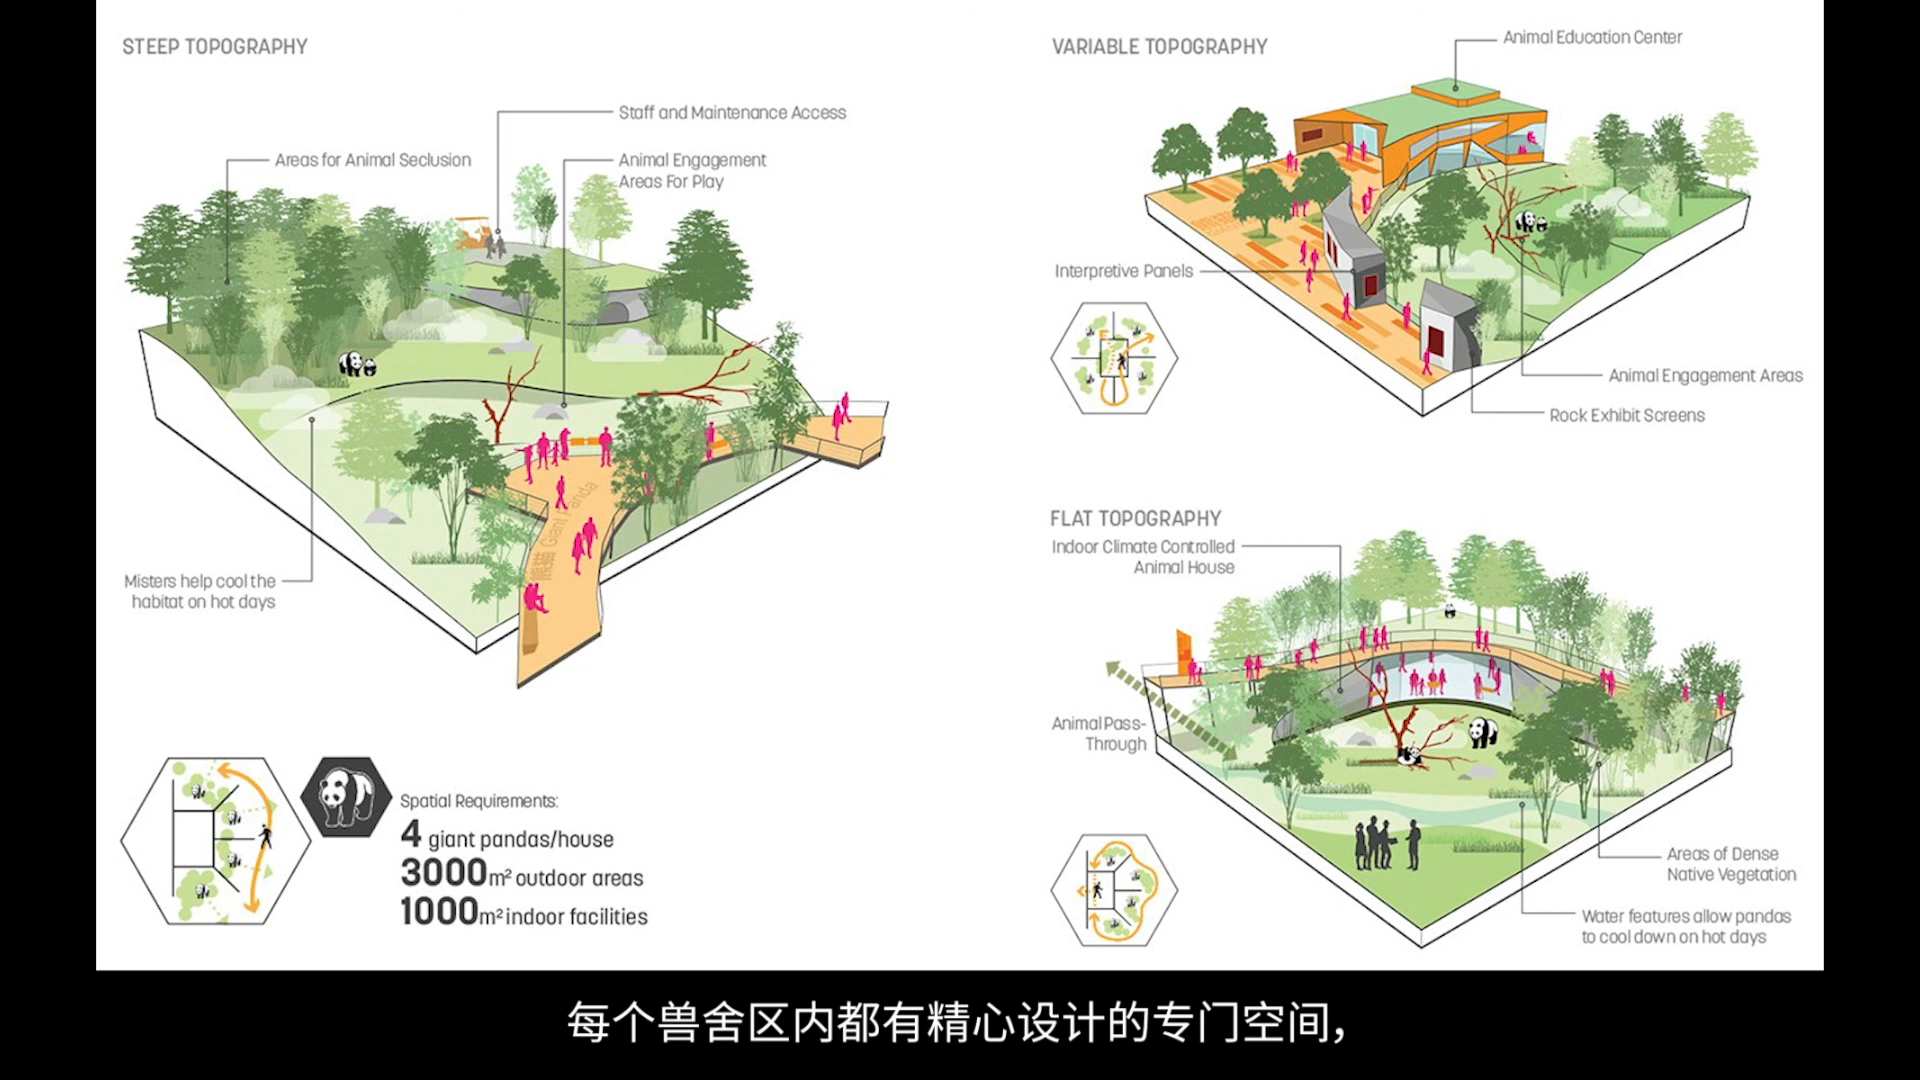 STEEP TOPOGRAPHY
Staff and Maintenance Access
Areas for Animal Seclusion
Animal Engagement
Areas For Play
Misters help cool the
habitat on hot days
Giant Panda
Spatial Requirements:
4 giant pandas/house
3000m² outdoor areas
1000m² indoor facilities
VARIABLE TOPOGRAPHY
Animal Education Center
Interpretive Panels
Animal Engagement Areas
Rock Exhibit Screens
FLAT TOPOGRAPHY
Indoor Climate Controlled
Animal House
Animal Pass-
Through
Areas of Dense
Native Vegetation
Water features allow pandas
to cool down on hot days
每个兽舍区内都有精心设计的专门空间,